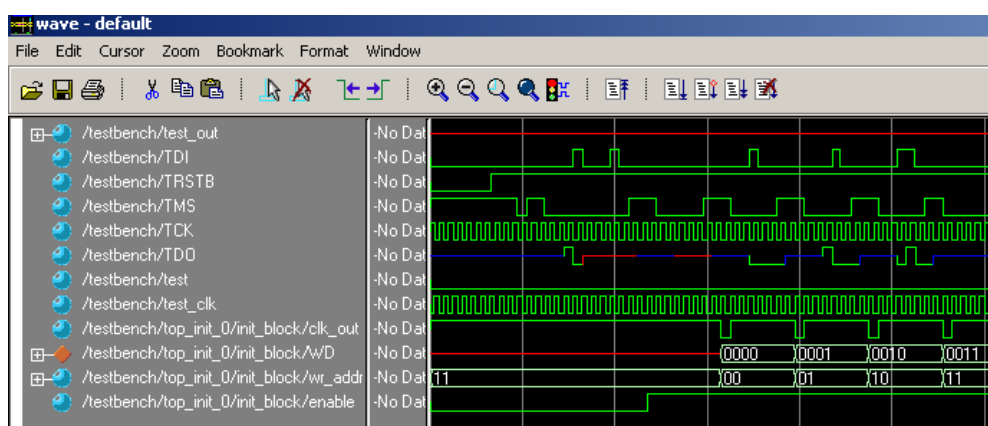 wave - default
File Edit Cursor Zoom Bookmark Format Window
/testbench/test_out -No Dat
/testbench/TDI -No Dat
/testbench/TRSTB -No Dat
/testbench/TMS -No Dat
/testbench/TCK -No Dat
/testbench/TDO -No Dat
/testbench/test -No Dat
/testbench/test_clk -No Dat
/testbench/top_init_0/init_block/clk_out -No Dat
/testbench/top_init_0/init_block/WD -No Dat 0000 0001 0010 0011
/testbench/top_init_0/init_block/wr_addr -No Dat 11 00 01 10 11
/testbench/top_init_0/init_block/enable -No Dat